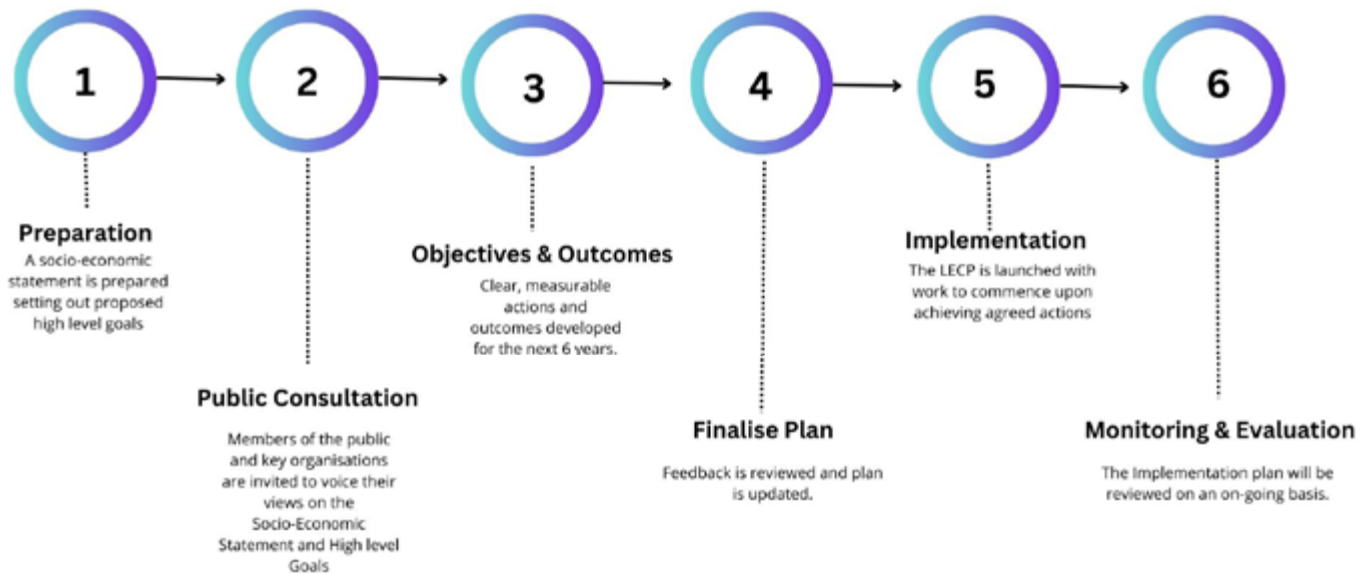 1
2
3
4
5
6
Preparation
A socio-economic
statement is prepared
setting out proposed
high level goals
Public Consultation
Members of the public
and key organisations
are invited to voice their
views on the
Socio-Economic
Statement and High level
Goals
Objectives & Outcomes
Clear, measurable
actions and
outcomes developed
for the next 6 years.
Finalise Plan
Feedback is reviewed and plan
is updated.
Implementation
The LECP is launched with
work to commence upon
achieving agreed actions
Monitoring & Evaluation
The Implementation plan will be
reviewed on an on-going basis.